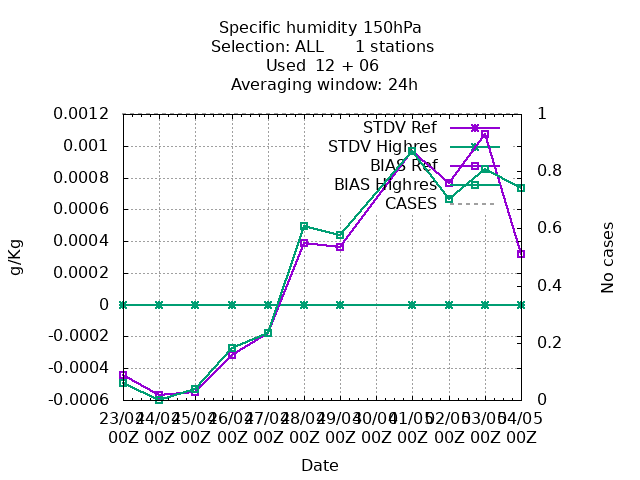 Specific humidity 150hPa
Selection: ALL 1 stations
Used 12 + 06
Averaging window: 24h
0.0012
0.001
0.0008
0.0006
0.0004
0.0002
0
-0.0002
-0.0004
-0.0006
g/Kg
STDV Ref
STDV Highres
BIAS Ref
BIAS Highres
CASES
1
0.8
0.6
0.4
0.2
0
No cases
23/04 24/04 25/04 26/04 27/04 28/04 29/04 30/04 01/05 02/05 03/05 04/05
00Z 00Z 00Z 00Z 00Z 00Z 00Z 00Z 00Z 00Z 00Z 00Z
Date